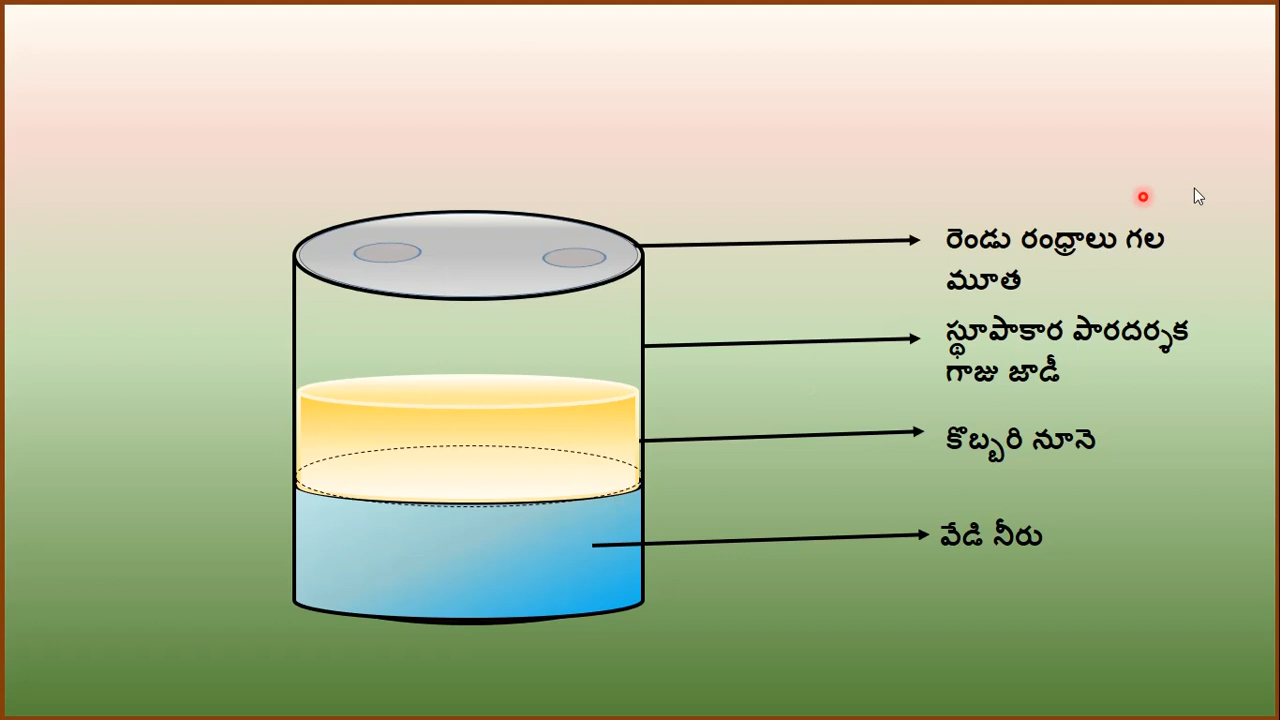 రెండు రంధ్రాలు గల
మూత
స్థూపాకార పారదర్శక
గాజు జాడీ
కొబ్బరి నూనె
వేడి నీరు